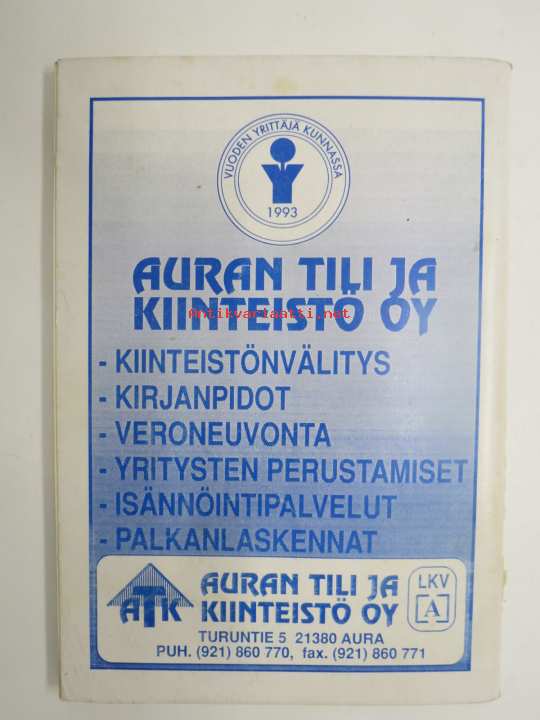 VUODEN YRITTÄJÄ KUNNASSA
1993
AURAN TILI JA
KIINTEISTÖ OY
Antikvariaatti.net
- KIINTEISTÖNVÄLITYS
- KIRJANPIDOT
- VERONEUVONTA
- YRITYSTEN PERUSTAMISET
- ISÄNNÖINTIPALVELUT
- PALKANLASKENNAT
ATK
AURAN TILI JA
KIINTEISTÖ OY
LKV
A
TURUNTIE 5 21380 AURA
PUH. (921) 860 770, fax. (921) 860 771